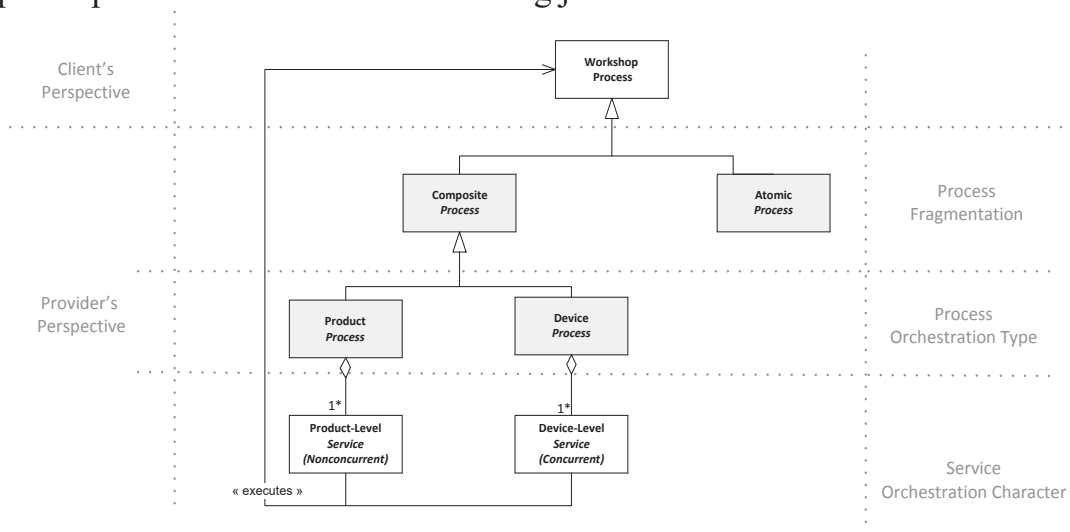 Client's
Perspective
Workshop
Process
Composite
Process
Atomic
Process
Process
Fragmentation
Provider's
Perspective
Product
Process
Device
Process
Process
Orchestration Type
1*
1*
Product-Level
Service
(Nonconcurrent)
Device-Level
Service
(Concurrent)
« executes »
Service
Orchestration Character